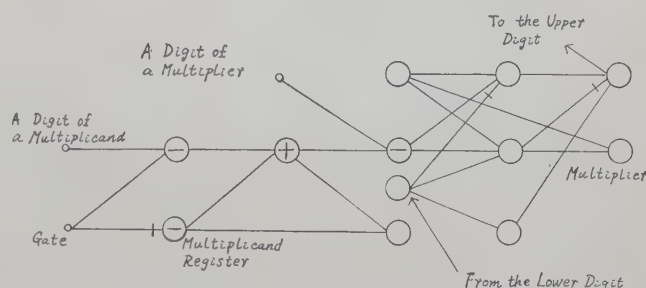 To the Upper
Digit
A Digit of
a Multiplier
A Digit of
a Multiplicand
Multiplier
Gate
Multiplicand
Register
From the Lower Digit